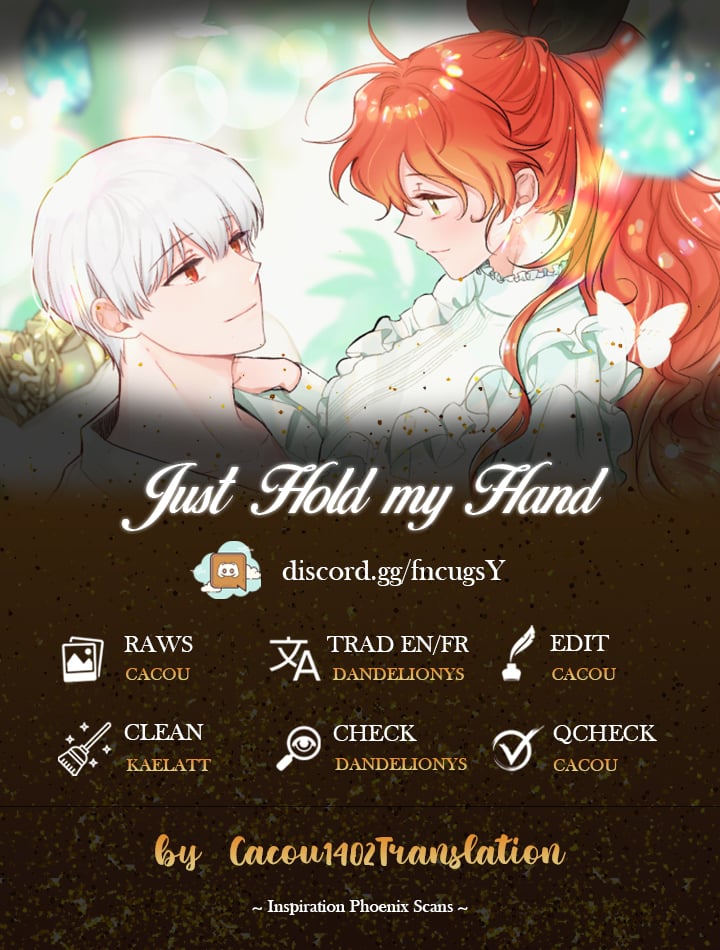 Just Hold my Hand
discord.gg/fncugsY
RAWS
CACOU
TRAD EN/FR
DANDELIONYS
EDIT
CACOU
CLEAN
KAELATT
CHECK
DANDELIONYS
QCHECK
CACOU
by Cacou1402Translation
~ Inspiration Phoenix Scans ~